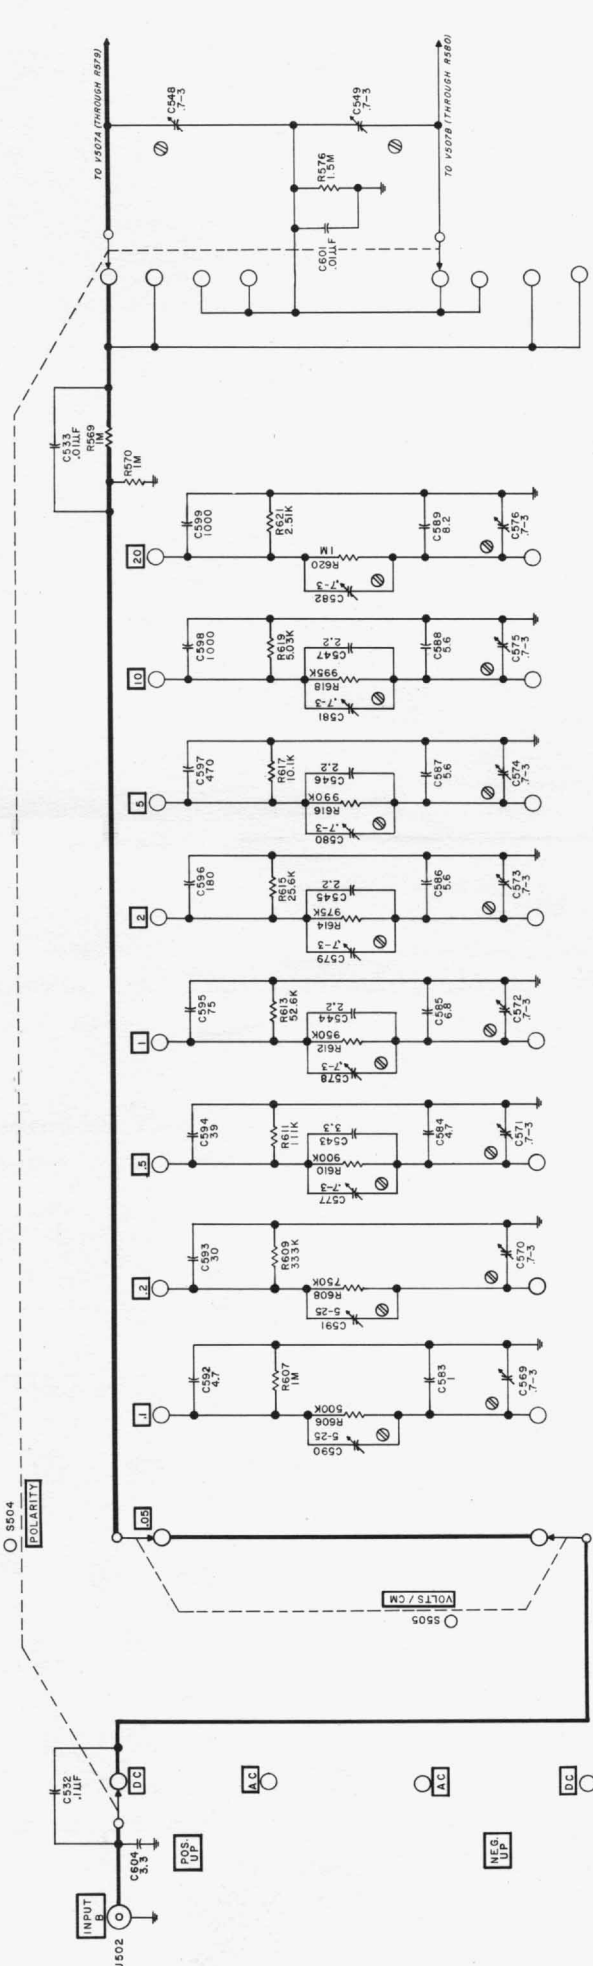 TO V507A (THROUGH R579)
C548
.7-3
C549
.7-3
TO V507B (THROUGH R580)
R576
1.5M
C601
.01µF
C533
.01µF
R569
1M
R570
1M
20
C599
1000
R621
2.51K
1M
R620
.7-3
C582
C589
8.2
C576
.7-3
10
C598
1000
R619
5.03K
2.2
C547
995K
R618
.7-3
C581
C588
5.6
C575
.7-3
5
C597
470
R617
10.1K
2.2
C546
990K
R616
.7-3
C580
C587
5.6
C574
.7-3
2
C596
180
R615
25.6K
2.2
C545
975K
R614
.7-3
C579
C586
5.6
C573
.7-3
1
C595
75
R613
52.6K
2.2
C544
950K
R612
.7-3
C578
C585
6.8
C572
.7-3
.5
C594
39
R611
111K
3.3
C543
900K
R610
.7-3
C577
C584
4.7
C571
.7-3
.2
C593
30
R609
333K
750K
R608
5-25
C591
C570
.7-3
.1
C592
4.7
R607
1M
500K
R606
5-25
C590
C583
1
C569
.7-3
S504
POLARITY
.05
VOLTS / CM
S505
C532
.1µF
DC
AC
AC
DC
C604
3.3
POS.
UP
NEG.
UP
INPUT
B
J502